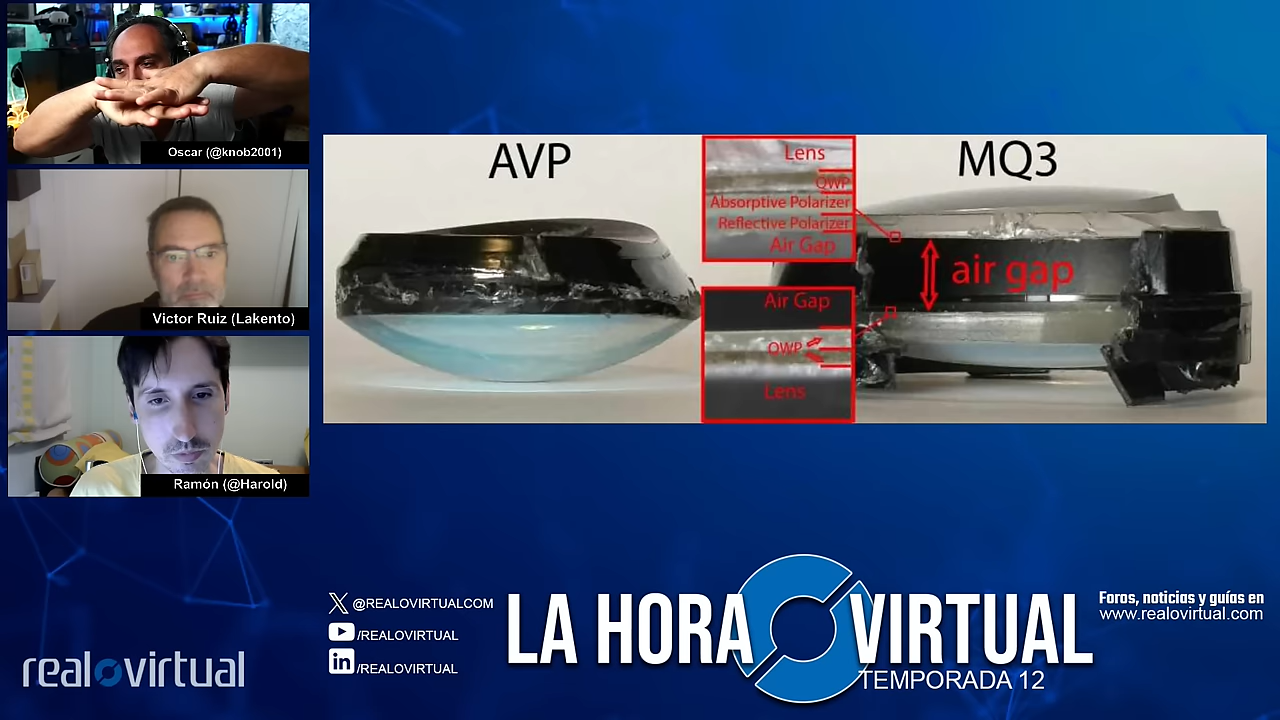 Oscar (@knob2001)
Victor Ruiz (Lakento)
Ramón (@Harold)
AVP
MQ3
Lens
QWP
Absorptive Polarizer
Reflective Polarizer
Air Gap
air gap
Air Gap
QWP
Lens
realovirtual
@REALOVIRTUALCOM
/REALOVIRTUAL
/REALOVIRTUAL
LA HORA VIRTUAL
TEMPORADA 12
Foros, noticias y guías en
www.realovirtual.com